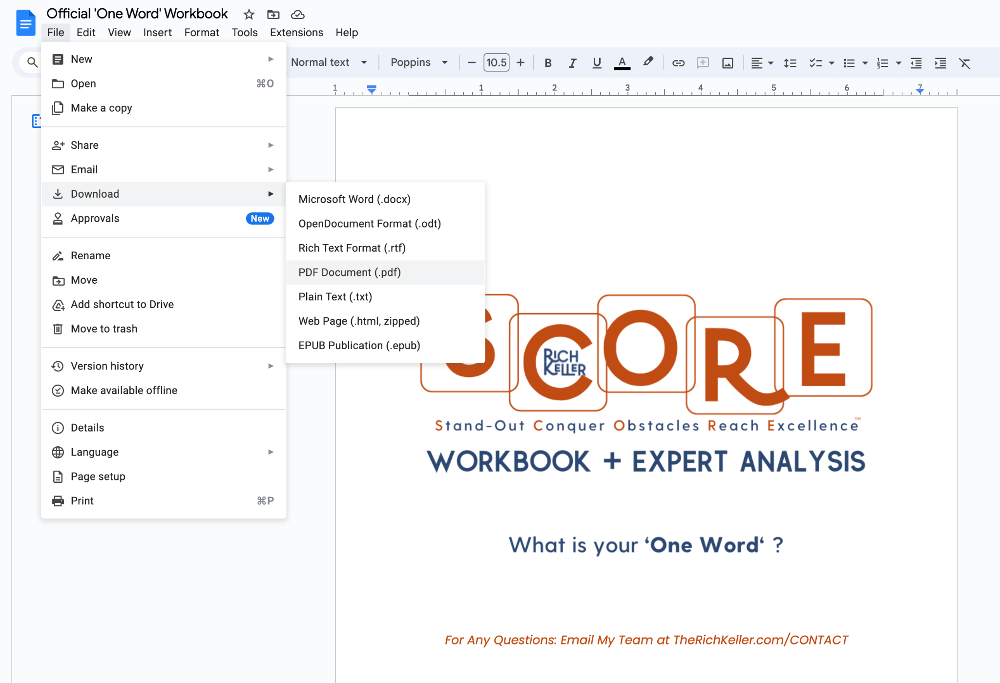 Official 'One Word' Workbook
File Edit View Insert Format Tools Extensions Help
Normal text Poppins 10.5 B I U A
1 1 2 3 4 5 6 7
New
Open ⌘O
Make a copy
Share
Email
Download
Approvals New
Rename
Move
Add shortcut to Drive
Move to trash
Version history
Make available offline
Details
Language
Page setup
Print ⌘P
Microsoft Word (.docx)
OpenDocument Format (.odt)
Rich Text Format (.rtf)
PDF Document (.pdf)
Plain Text (.txt)
Web Page (.html, zipped)
EPUB Publication (.epub)
SCORE
RICH
KELLER
Stand-Out Conquer Obstacles Reach Excellence™
WORKBOOK + EXPERT ANALYSIS
What is your ‘One Word‘ ?
For Any Questions: Email My Team at TheRichKeller.com/CONTACT